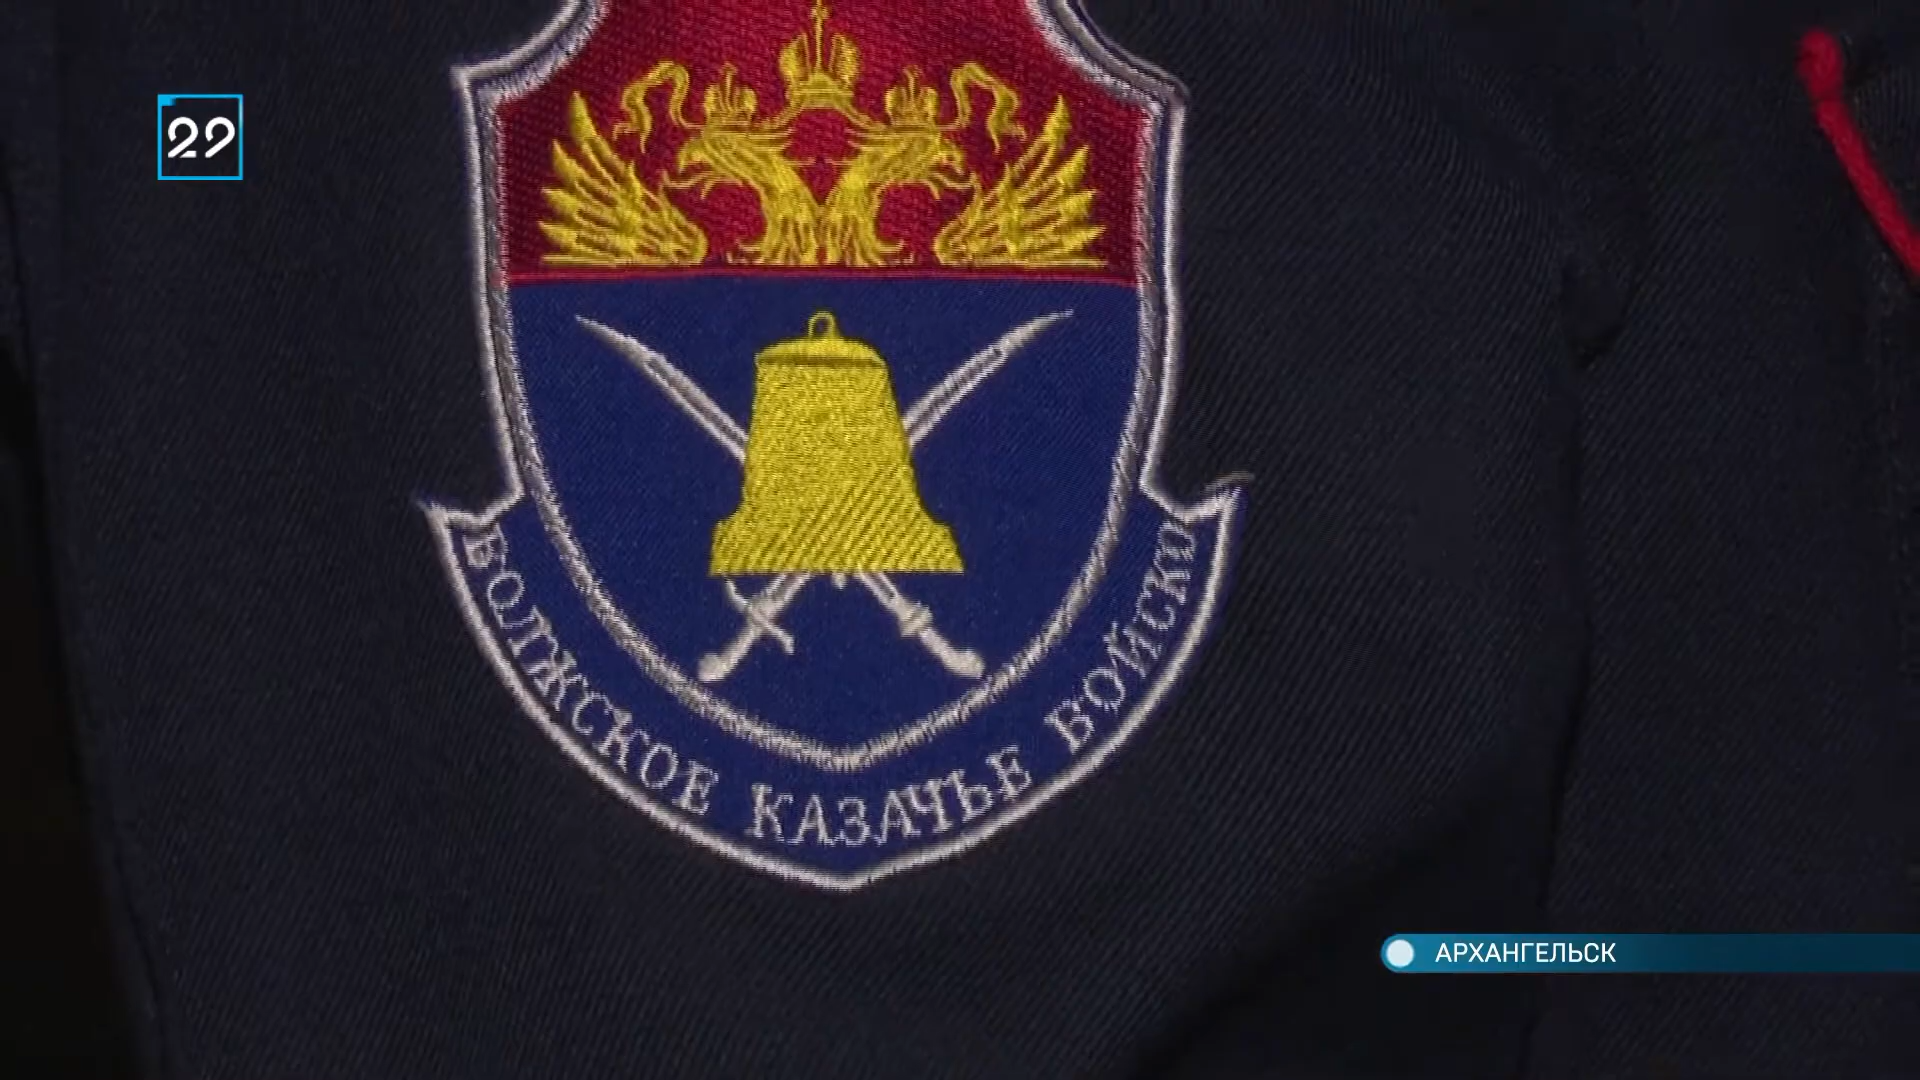 29
ВОЛЖСКОЕ КАЗАЧЬЕ ВОЙСКО
АРХАНГЕЛЬСК